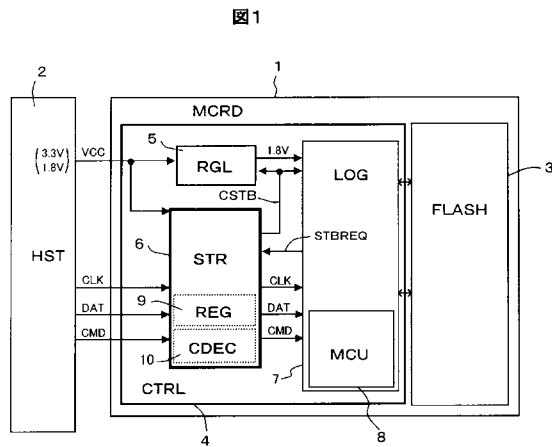 図1
2
1
MCRD
5
VCC
(3.3V
1.8V)
RGL
1.8V
LOG
3
CSTB
FLASH
6
STBREQ
HST
STR
CLK
CLK
9
REG
DAT
DAT
10
CDEC
CMD
CMD
MCU
7
CTRL
4
8